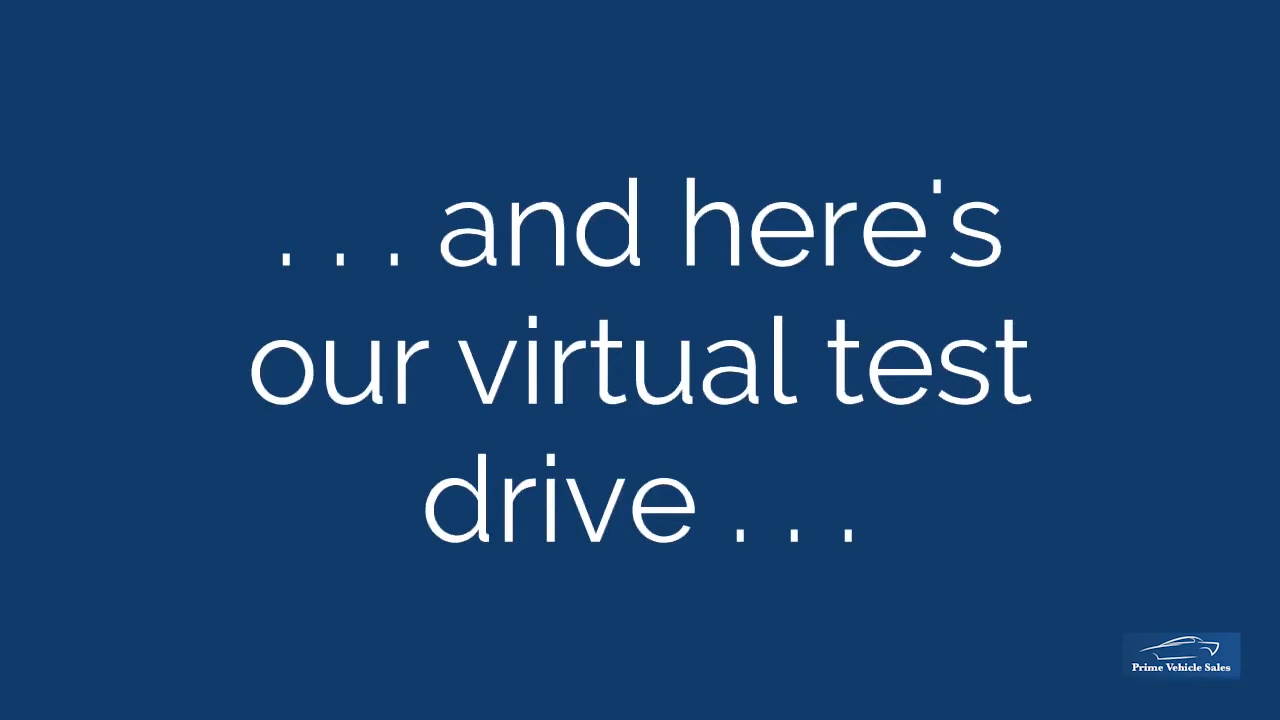 . . . and here's
our virtual test
drive . . .
Prime Vehicle Sales